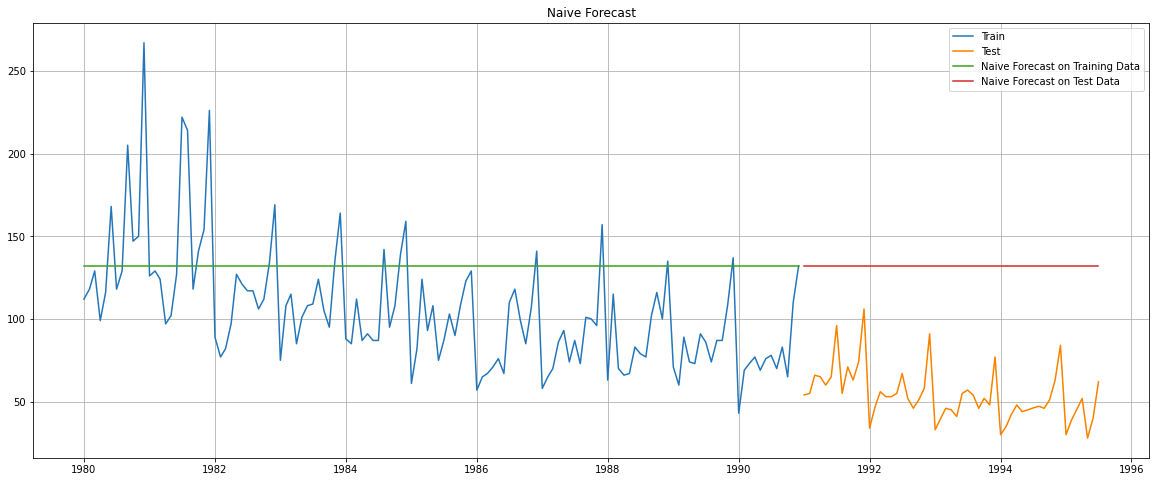 Naive Forecast
Train
Test
Naive Forecast on Training Data
Naive Forecast on Test Data
250
200
150
100
50
1980
1982
1984
1986
1988
1990
1992
1994
1996